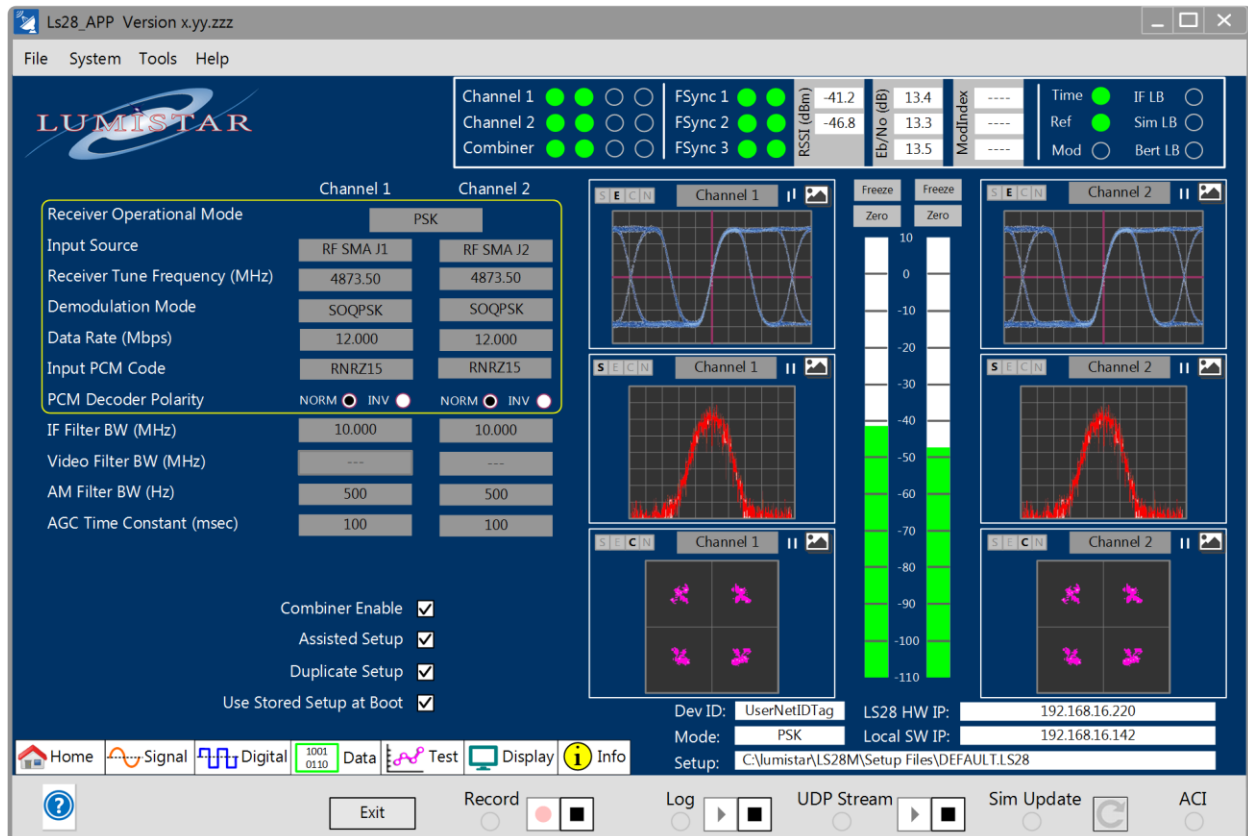 Ls28_APP Version x.yy.zzz
File System Tools Help
LUMISTAR
Channel 1 FSync 1
Channel 2 FSync 2
Combiner FSync 3
RSSI (dBm)
-41.2
-46.8
Eb/No (dB)
13.4
13.3
13.5
ModIndex
----
----
----
Time IF LB
Ref Sim LB
Mod Bert LB
Channel 1 Channel 2
Receiver Operational Mode PSK
Input Source RF SMA J1 RF SMA J2
Receiver Tune Frequency (MHz) 4873.50 4873.50
Demodulation Mode SOQPSK SOQPSK
Data Rate (Mbps) 12.000 12.000
Input PCM Code RNRZ15 RNRZ15
PCM Decoder Polarity NORM INV NORM INV
IF Filter BW (MHz) 10.000 10.000
Video Filter BW (MHz) --- ---
AM Filter BW (Hz) 500 500
AGC Time Constant (msec) 100 100
Combiner Enable
Assisted Setup
Duplicate Setup
Use Stored Setup at Boot
S E C N Channel 1
S E C N Channel 1
S E C N Channel 1
Freeze Freeze
Zero Zero
10
0
-10
-20
-30
-40
-50
-60
-70
-80
-90
-100
-110
S E C N Channel 2
S E C N Channel 2
S E C N Channel 2
Dev ID: UserNetIDTag LS28 HW IP: 192.168.16.220
Mode: PSK Local SW IP: 192.168.16.142
Setup: C:\lumistar\LS28M\Setup Files\DEFAULT.LS28
Home Signal Digital 1001 0110 Data Test Display i Info
? Exit Record Log UDP Stream Sim Update ACI